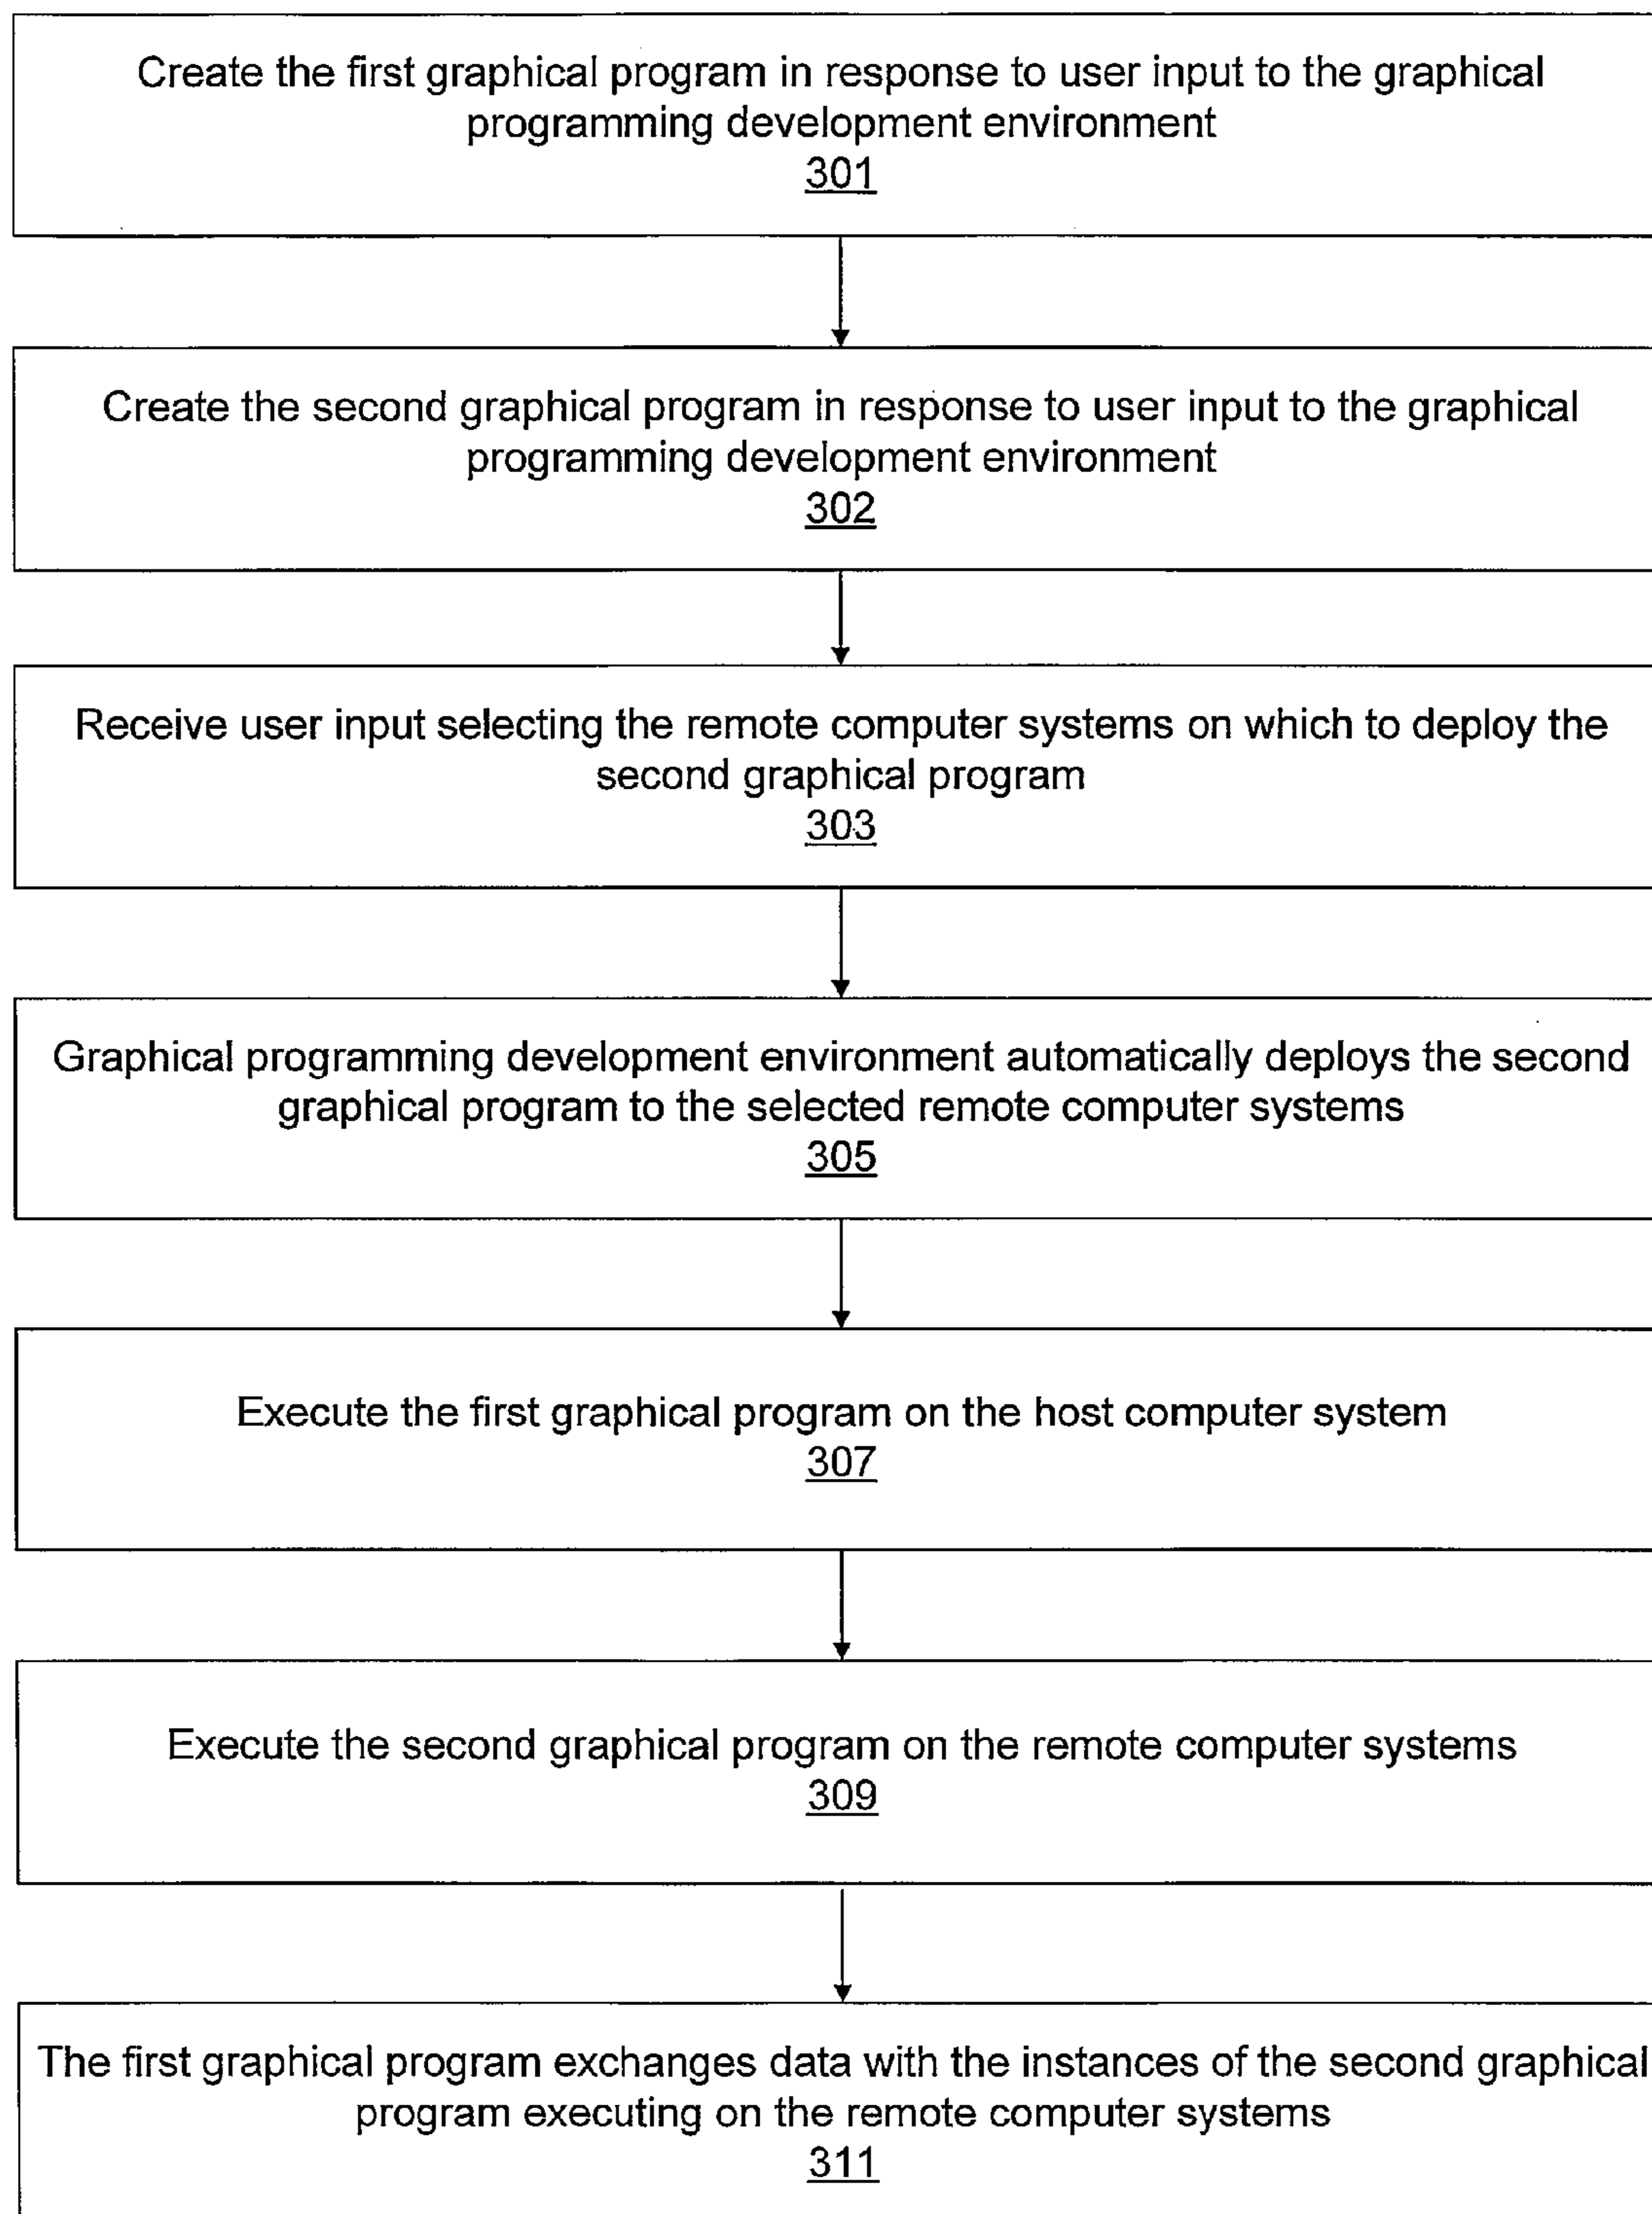 Create the first graphical program in response to user input to the graphical
programming development environment
301
Create the second graphical program in response to user input to the graphical
programming development environment
302
Receive user input selecting the remote computer systems on which to deploy the
second graphical program
303
Graphical programming development environment automatically deploys the second
graphical program to the selected remote computer systems
305
Execute the first graphical program on the host computer system
307
Execute the second graphical program on the remote computer systems
309
The first graphical program exchanges data with the instances of the second graphical
program executing on the remote computer systems
311